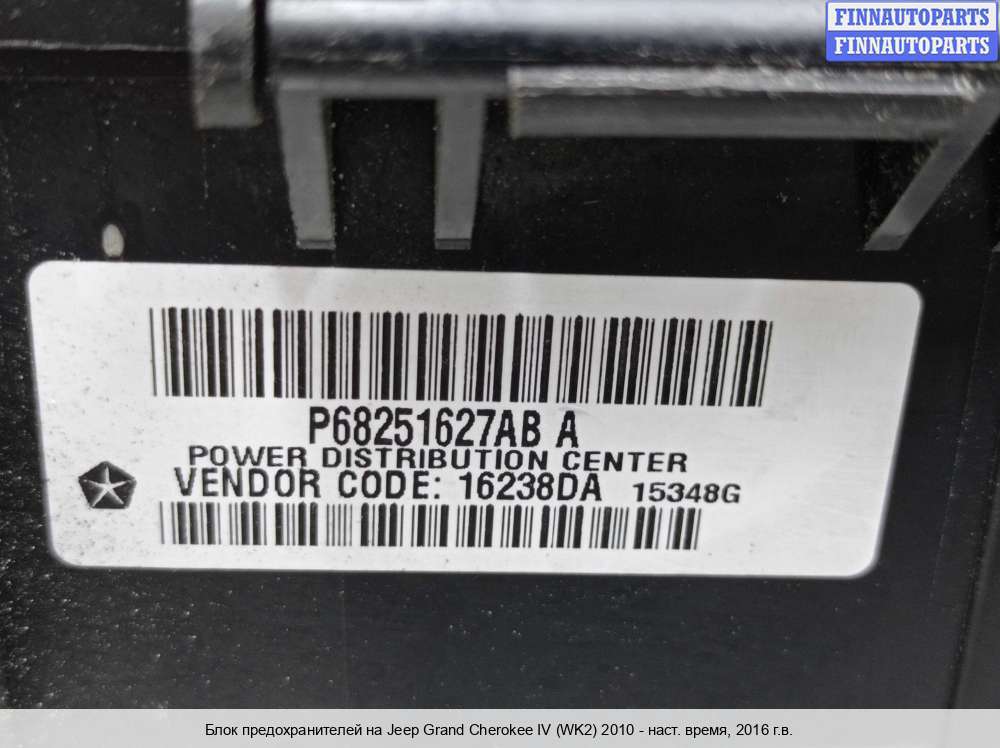 FINNAUTOPARTS
FINNAUTOPARTS
P68251627AB A
POWER DISTRIBUTION CENTER
VENDOR CODE: 16238DA 15348G
Блок предохранителей на Jeep Grand Cherokee IV (WK2) 2010 - наст. время, 2016 г.в.